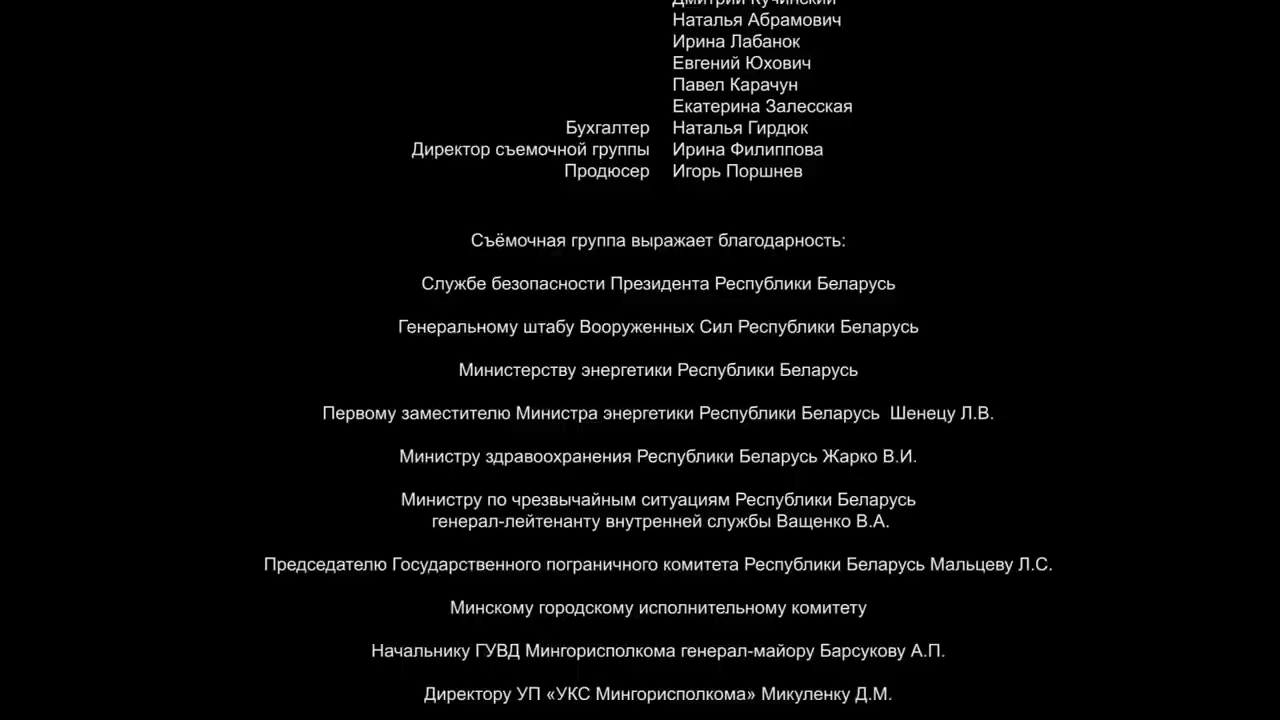 Дмитрий Кучинский
Наталья Абрамович
Ирина Лабанок
Евгений Юхович
Павел Карачун
Екатерина Залесская
Бухгалтер Наталья Гирдюк
Директор съемочной группы Ирина Филиппова
Продюсер Игорь Поршнев
Съёмочная группа выражает благодарность:
Службе безопасности Президента Республики Беларусь
Генеральному штабу Вооруженных Сил Республики Беларусь
Министерству энергетики Республики Беларусь
Первому заместителю Министра энергетики Республики Беларусь Шенецу Л.В.
Министру здравоохранения Республики Беларусь Жарко В.И.
Министру по чрезвычайным ситуациям Республики Беларусь
генерал-лейтенанту внутренней службы Ващенко В.А.
Председателю Государственного пограничного комитета Республики Беларусь Мальцеву Л.С.
Минскому городскому исполнительному комитету
Начальнику ГУВД Мингорисполкома генерал-майору Барсукову А.П.
Директору УП «УКС Мингорисполкома» Микуленку Д.М.